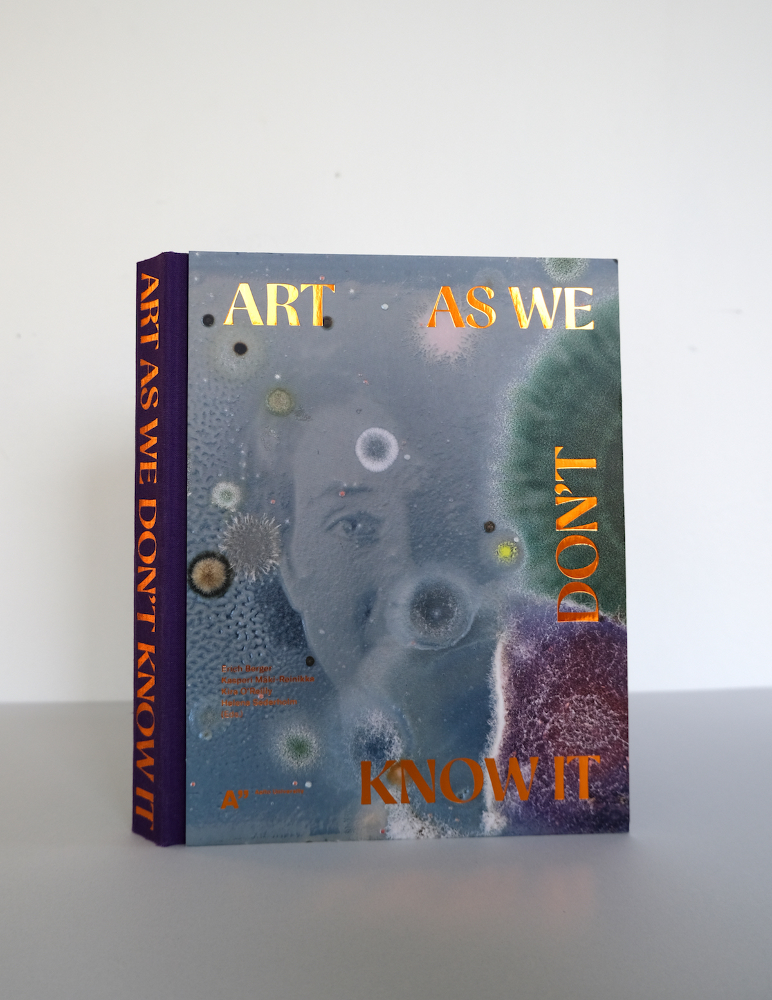 ART AS WE DON'T KNOW IT
ART AS WE
DON'T
KNOW IT
Erich Berger
Kasperi Mäki-Reinikka
Kira O'Reilly
Helena Sederholm
(Eds.)
A"